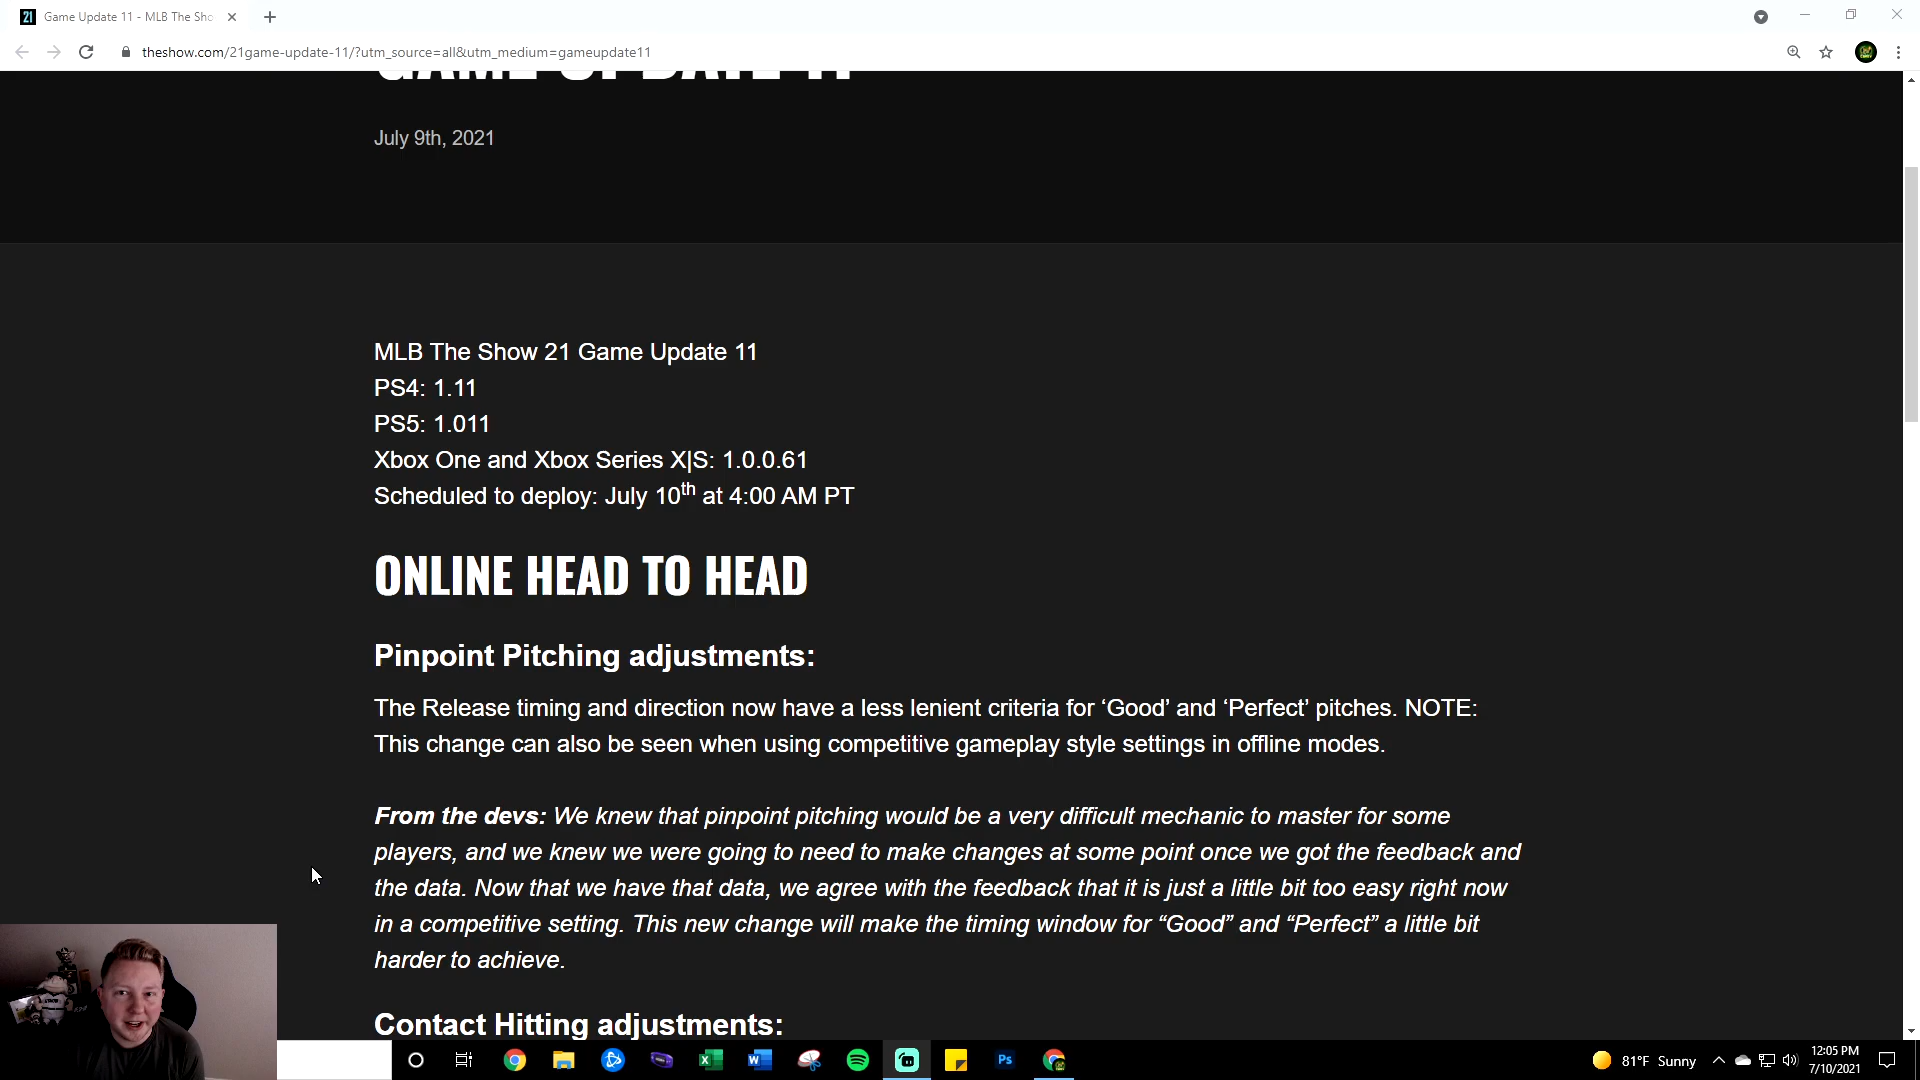 21 Game Update 11 - MLB The Sho
theshow.com/21game-update-11/?utm_source=all&utm_medium=gameupdate11
GAME UPDATE 11
July 9th, 2021
MLB The Show 21 Game Update 11
PS4: 1.11
PS5: 1.011
Xbox One and Xbox Series X|S: 1.0.0.61
Scheduled to deploy: July 10th at 4:00 AM PT
ONLINE HEAD TO HEAD
Pinpoint Pitching adjustments:
The Release timing and direction now have a less lenient criteria for ‘Good’ and ‘Perfect’ pitches. NOTE:
This change can also be seen when using competitive gameplay style settings in offline modes.
From the devs: We knew that pinpoint pitching would be a very difficult mechanic to master for some
players, and we knew we were going to need to make changes at some point once we got the feedback and
the data. Now that we have that data, we agree with the feedback that it is just a little bit too easy right now
in a competitive setting. This new change will make the timing window for “Good” and “Perfect” a little bit
harder to achieve.
Contact Hitting adjustments:
Ps
81°F Sunny
12:05 PM
7/10/2021